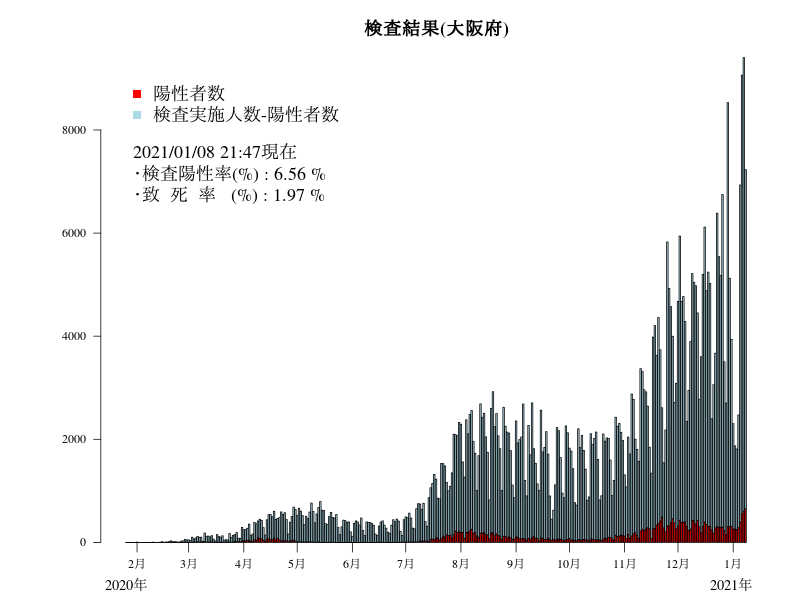 検査結果(大阪府)
陽性者数
検査実施人数-陽性者数
2021/01/08 21:47現在
・検査陽性率(%) : 6.56 %
・致 死 率 (%) : 1.97 %
8000
6000
4000
2000
0
2月 3月 4月 5月 6月 7月 8月 9月 10月 11月 12月 1月
2020年 2021年